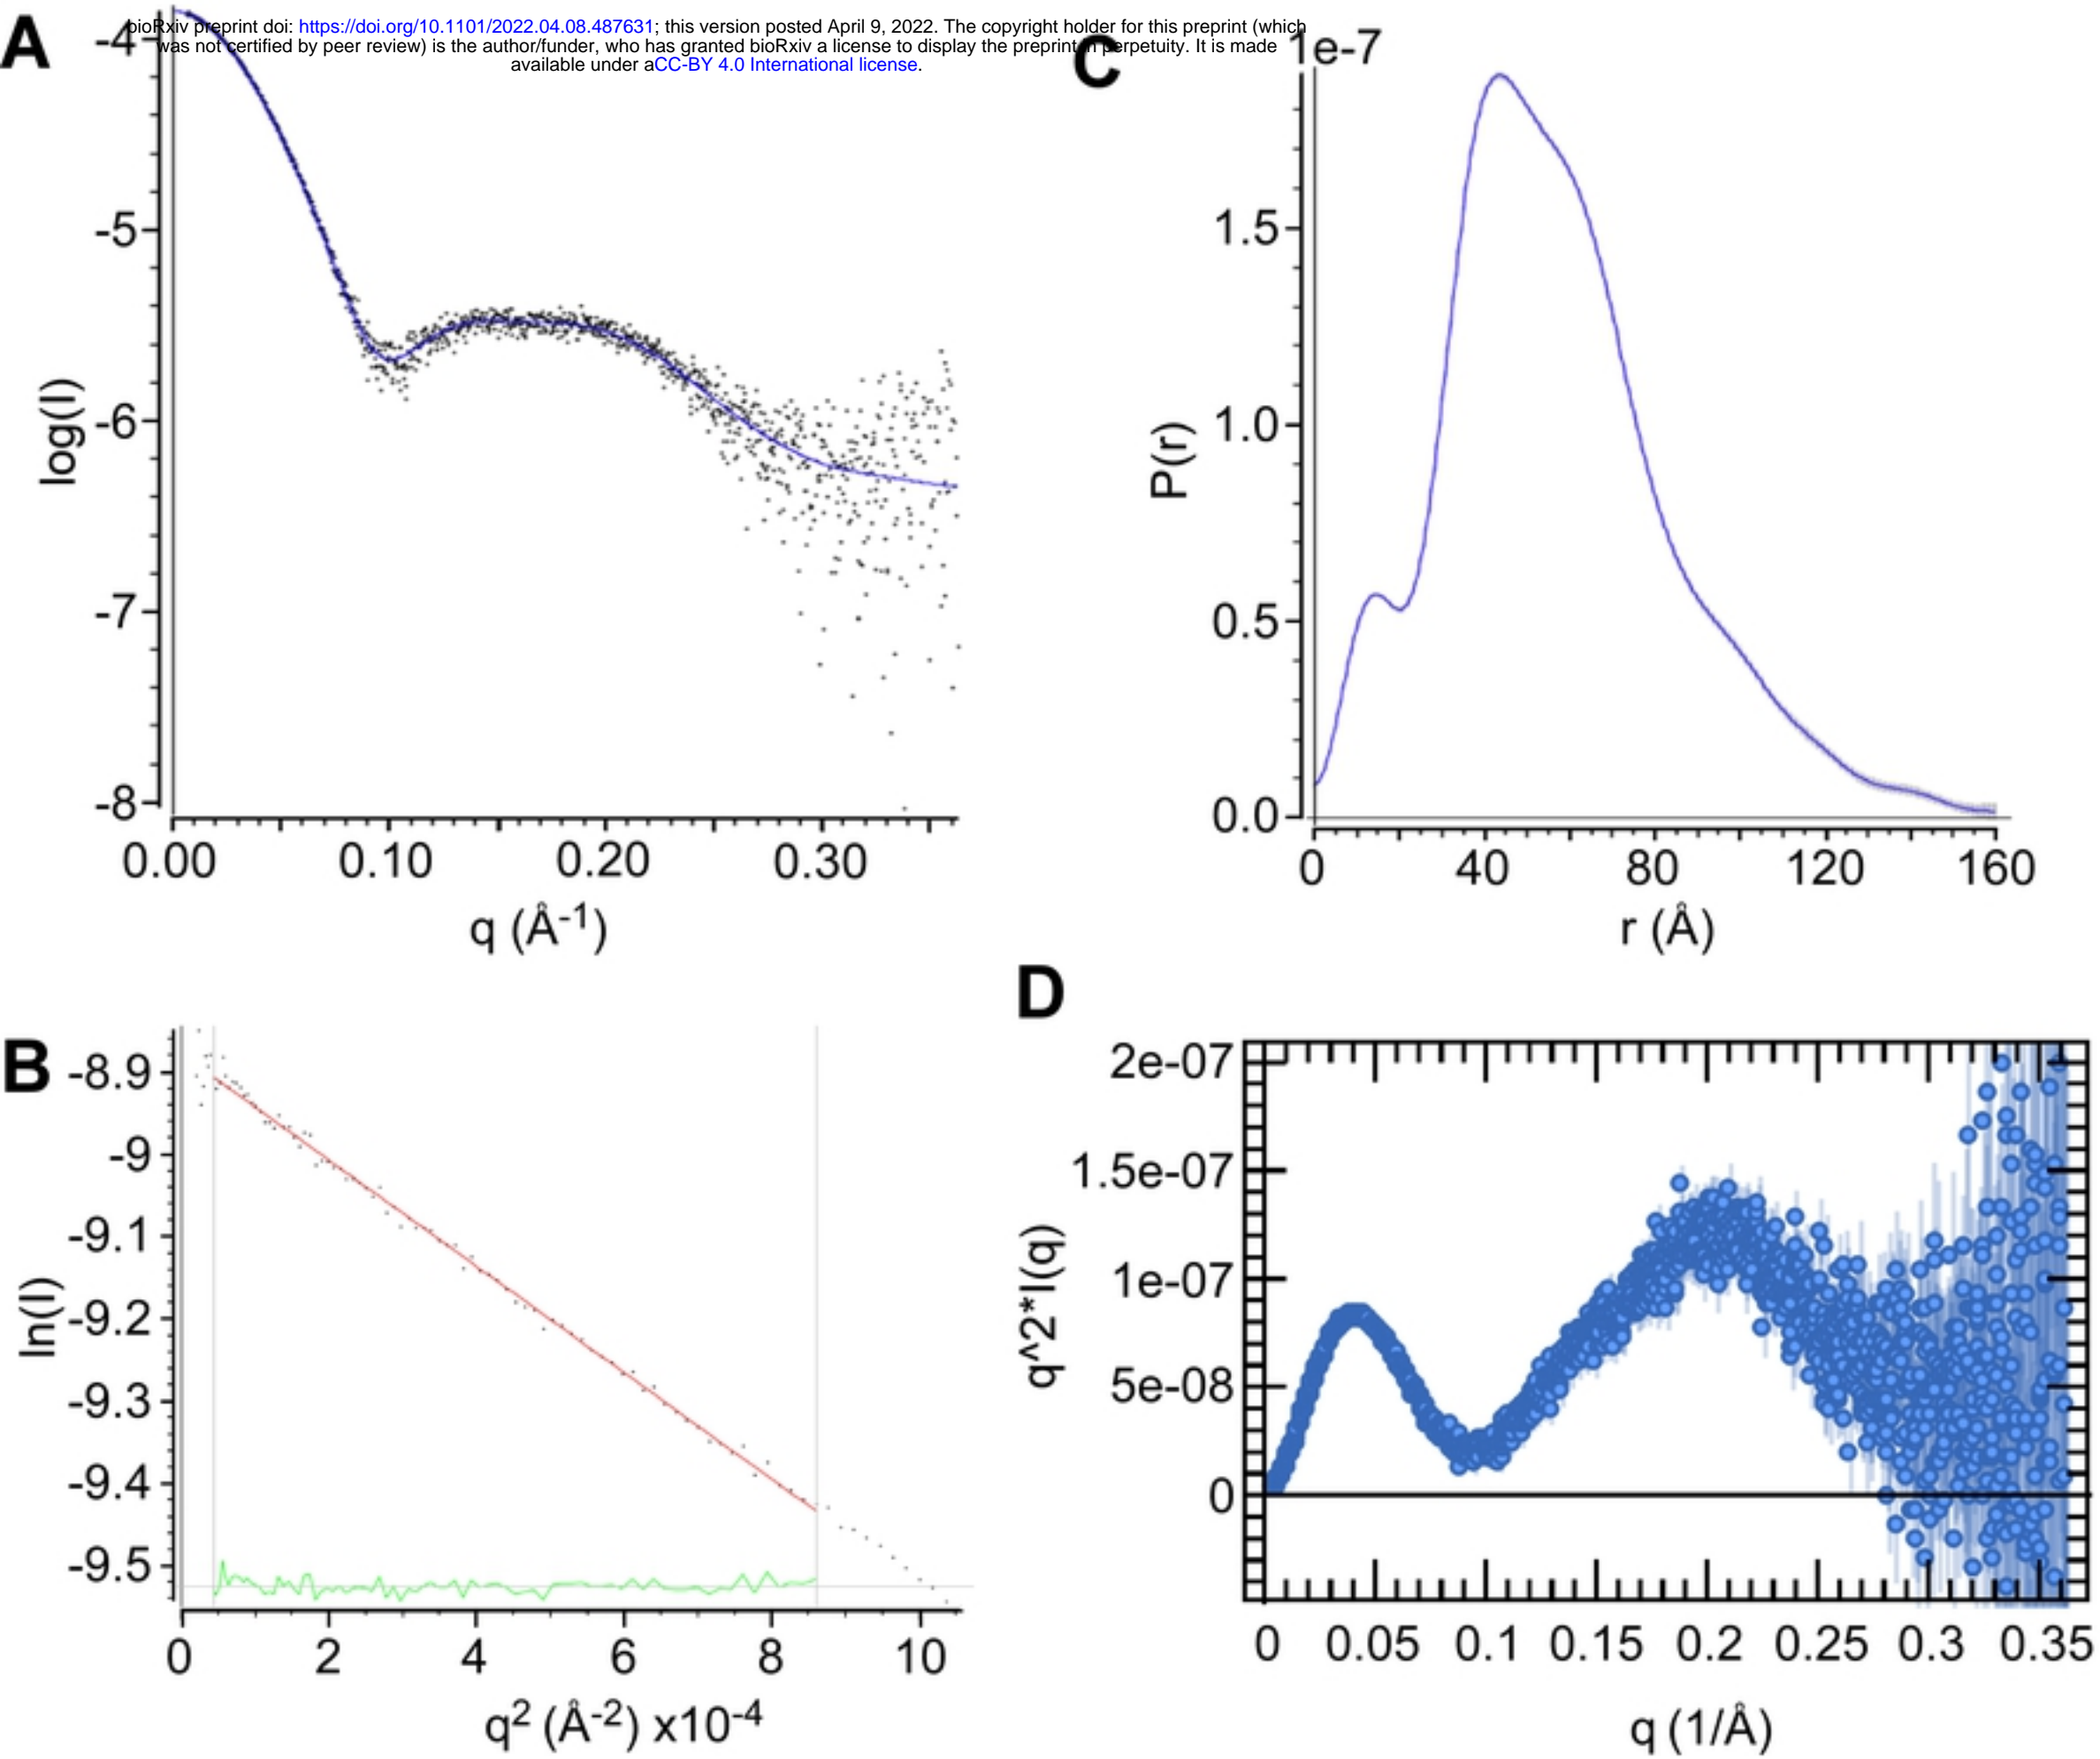 bioRxiv preprint doi: https://doi.org/10.1101/2022.04.08.487631; this version posted April 9, 2022. The copyright holder for this preprint (which
was not certified by peer review) is the author/funder, who has granted bioRxiv a license to display the preprint in perpetuity. It is made
available under aCC-BY 4.0 International license.
A
-4
-5
-6
-7
-8
log(I)
0.00 0.10 0.20 0.30
q (Å-1)
C
1e-7
1.5
1.0
0.5
0.0
P(r)
0 40 80 120 160
r (Å)
B
-8.9
-9
-9.1
-9.2
-9.3
-9.4
-9.5
ln(I)
0 2 4 6 8 10
q2 (Å-2) x10-4
D
2e-07
1.5e-07
1e-07
5e-08
0
q^2*I(q)
0 0.05 0.1 0.15 0.2 0.25 0.3 0.35
q (1/Å)